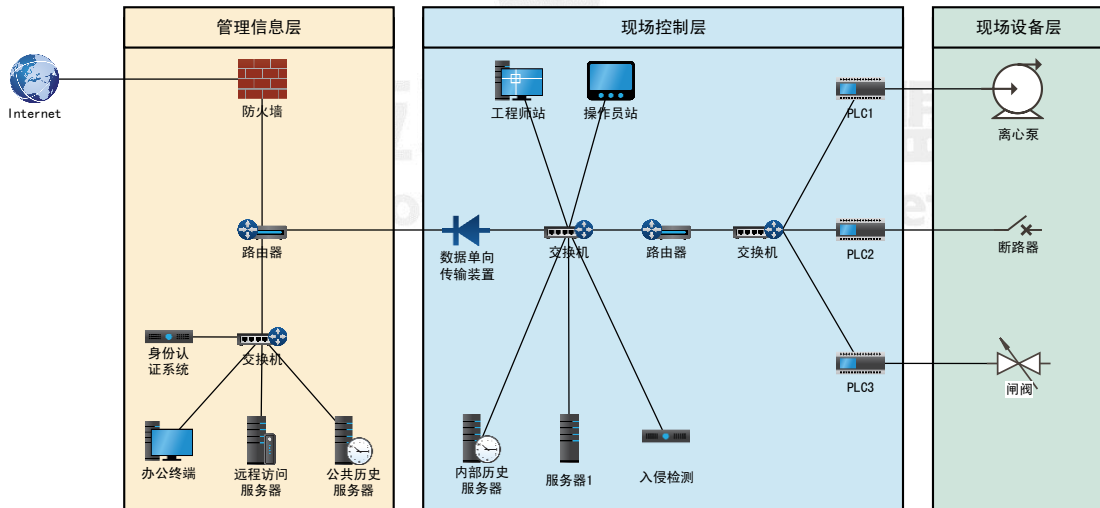 管理信息层
现场控制层
现场设备层
Internet
防火墙
工程师站
操作员站
PLC1
离心泵
路由器
数据单向
传输装置
交换机
路由器
交换机
PLC2
断路器
身份认
证系统
交换机
PLC3
闸阀
办公终端
远程访问
服务器
公共历史
服务器
内部历史
服务器
服务器1
入侵检测